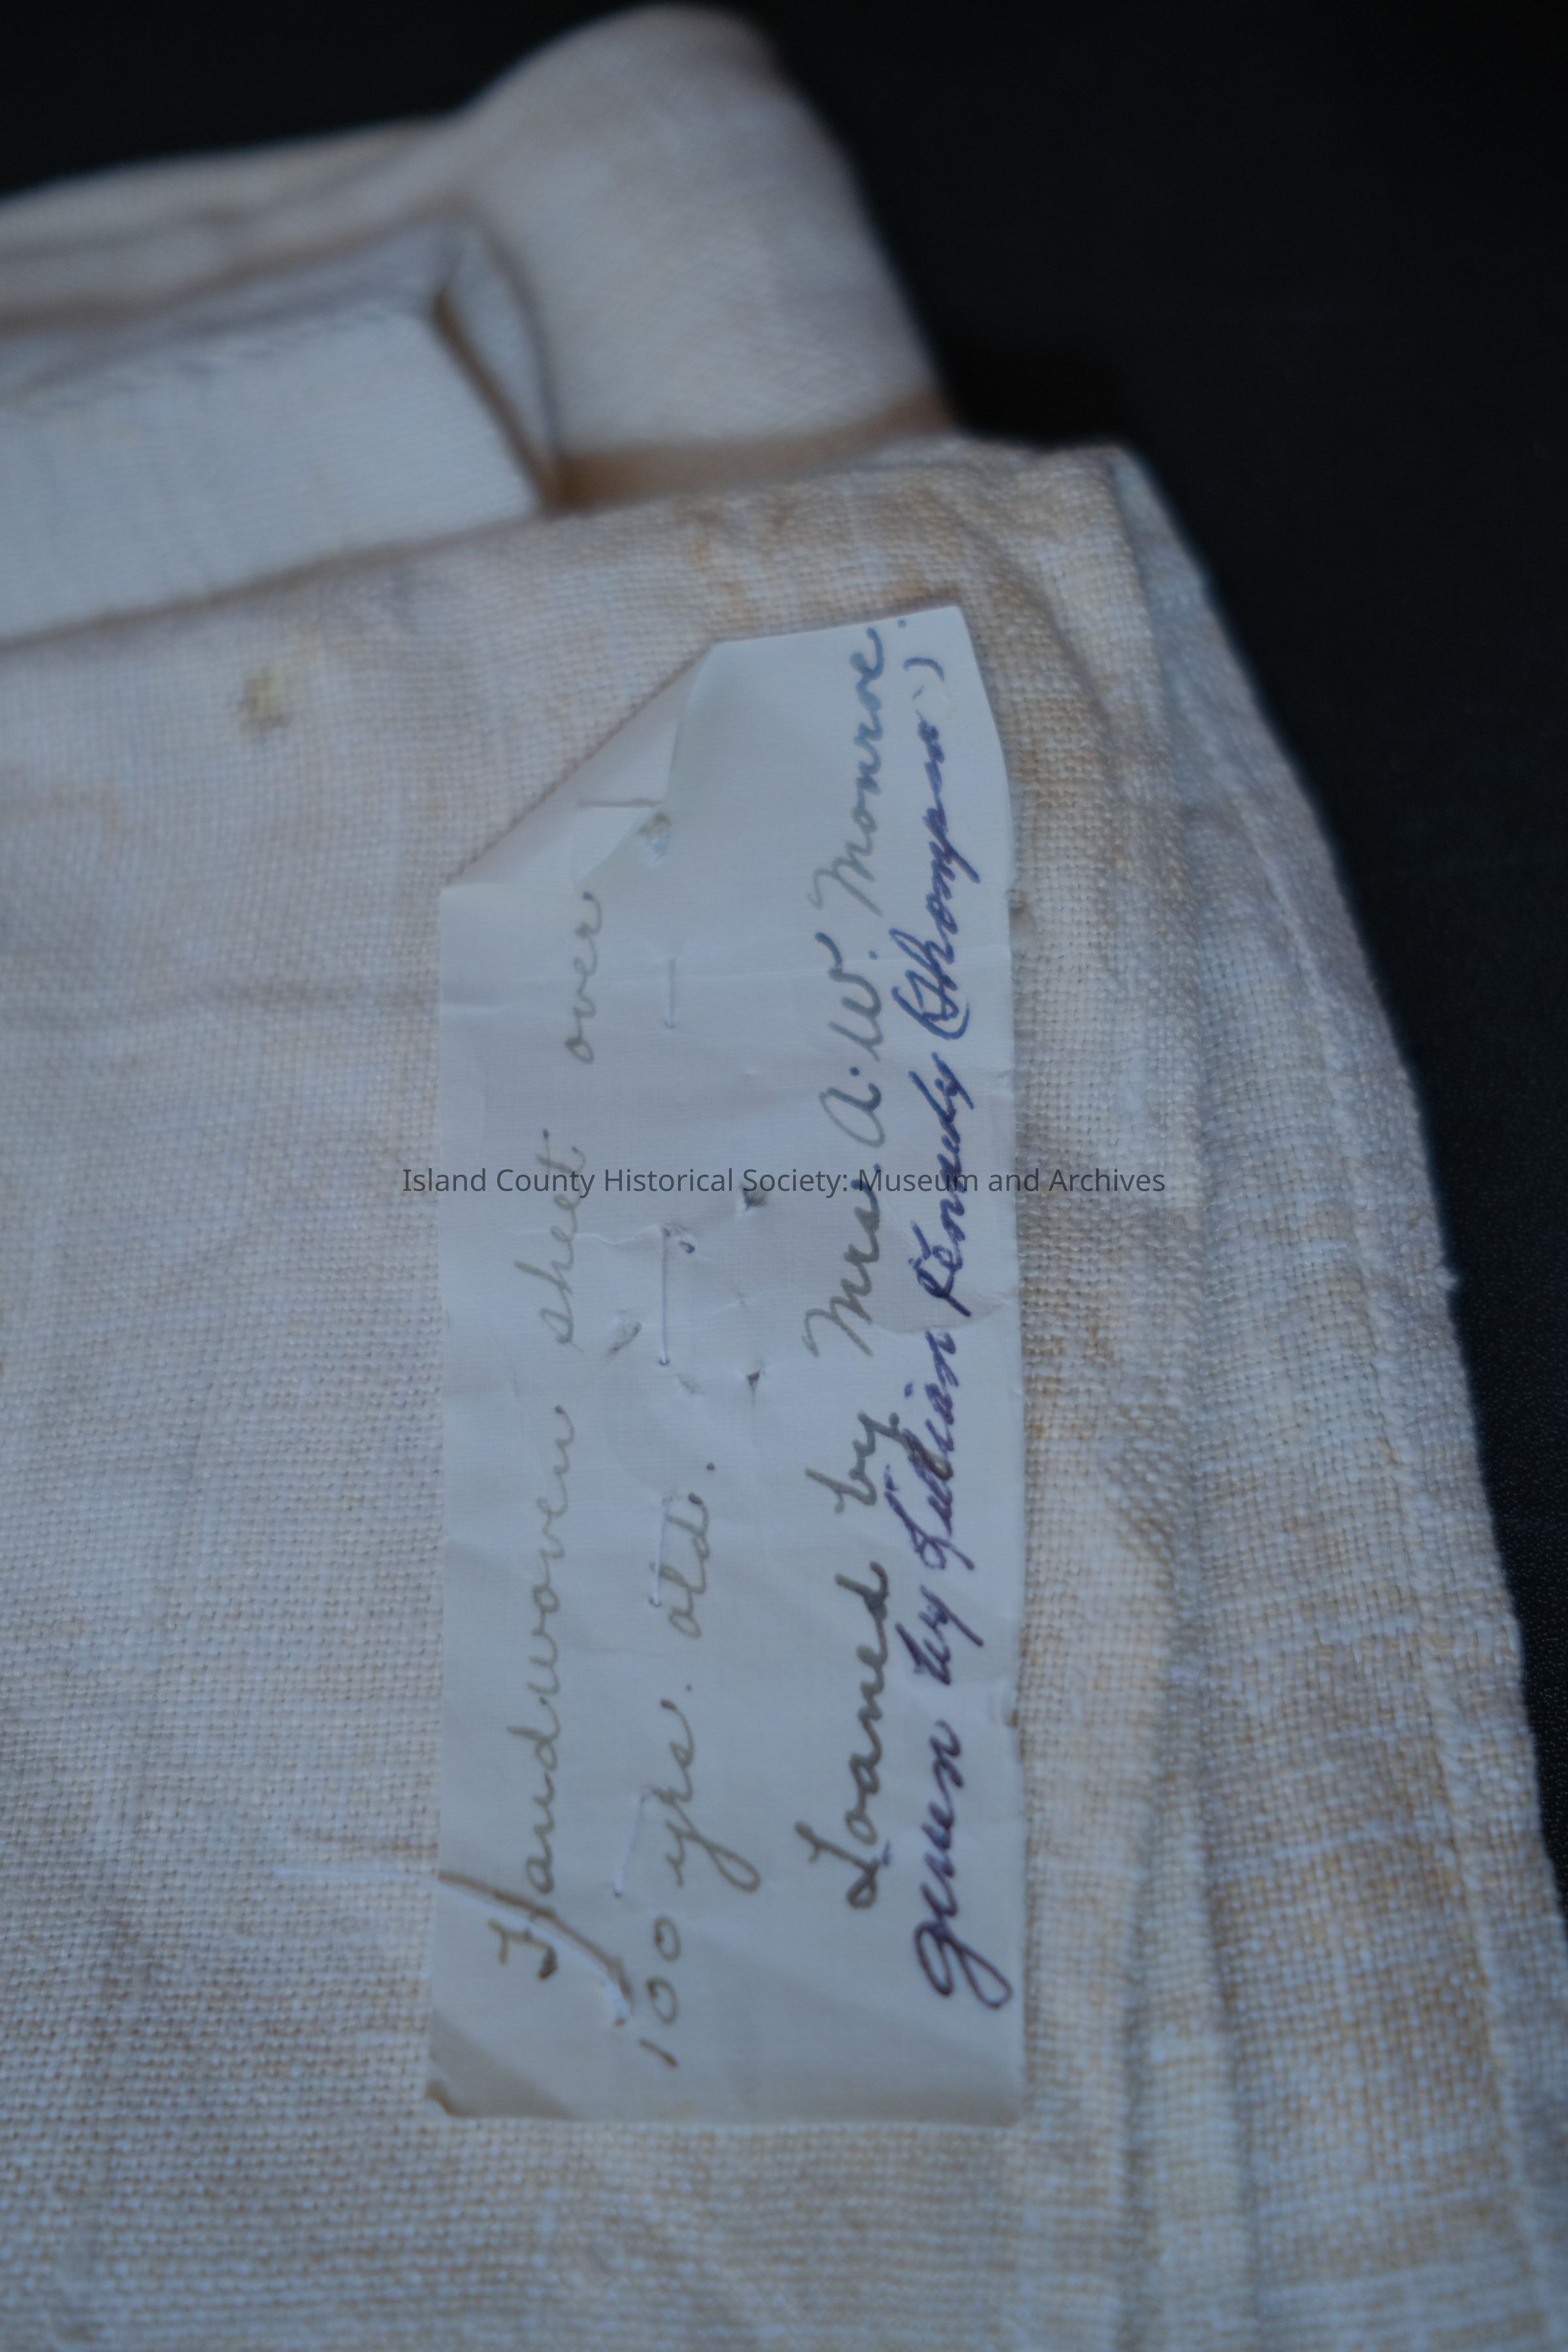 Handwoven sheet over
100 yrs. old.
Loaned by Mrs. A. W. Monroe.
given by Lillian Kennedy (Thompson)
Island County Historical Society: Museum and Archives